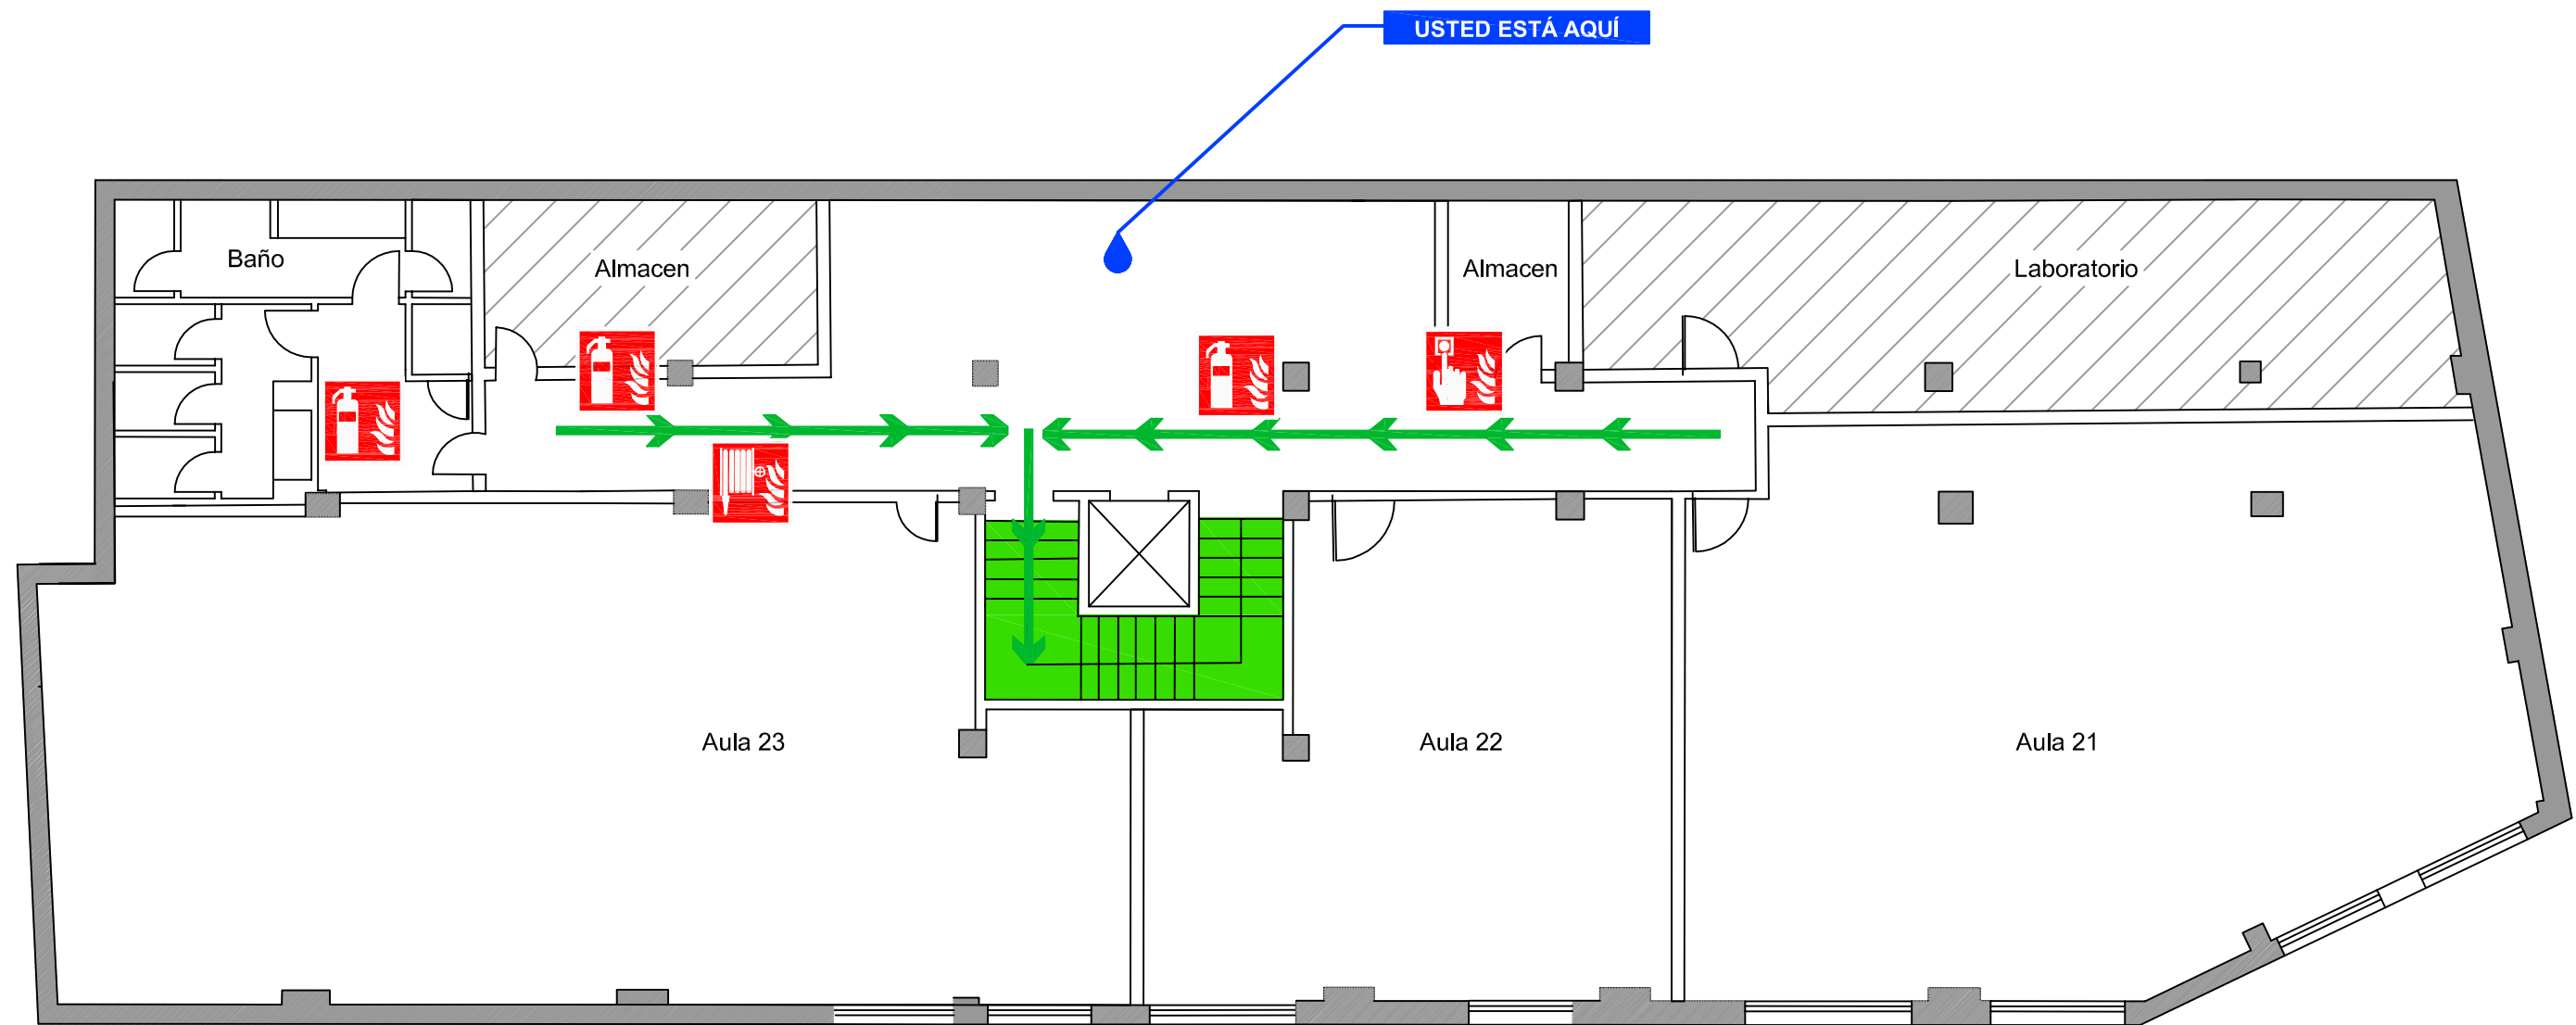 USTED ESTÁ AQUÍ
Baño
Almacen
Almacen
Laboratorio
Aula 23
Aula 22
Aula 21